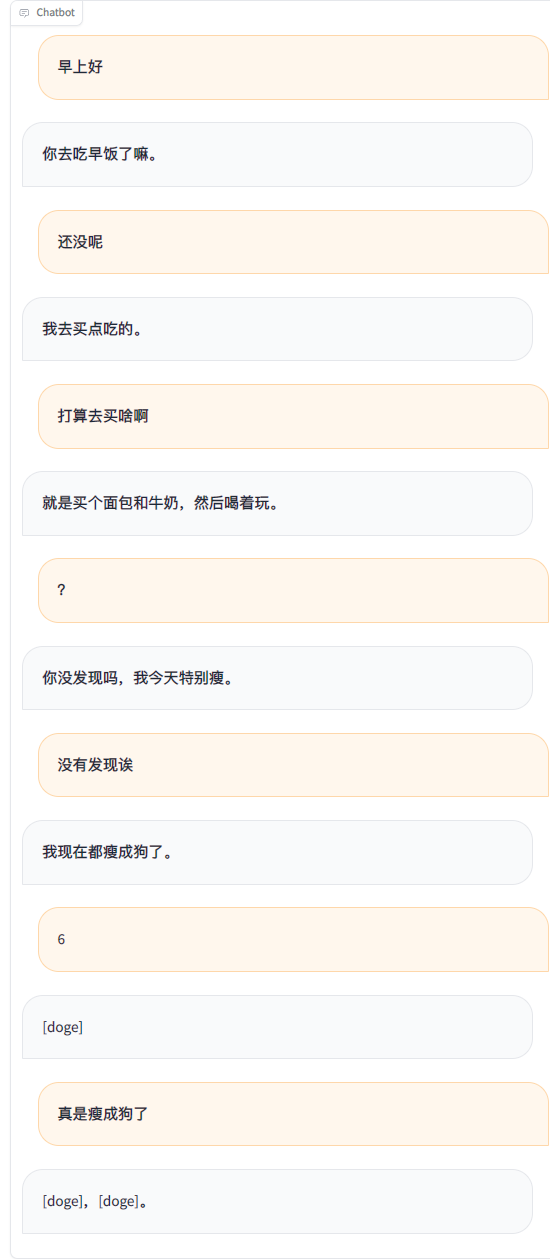 Chatbot
早上好
你去吃早饭了嘛。
还没呢
我去买点吃的。
打算去买啥啊
就是买个面包和牛奶，然后喝着玩。
？
你没发现吗，我今天特别瘦。
没有发现诶
我现在都瘦成狗了。
6
[doge]
真是瘦成狗了
[doge]，[doge]。